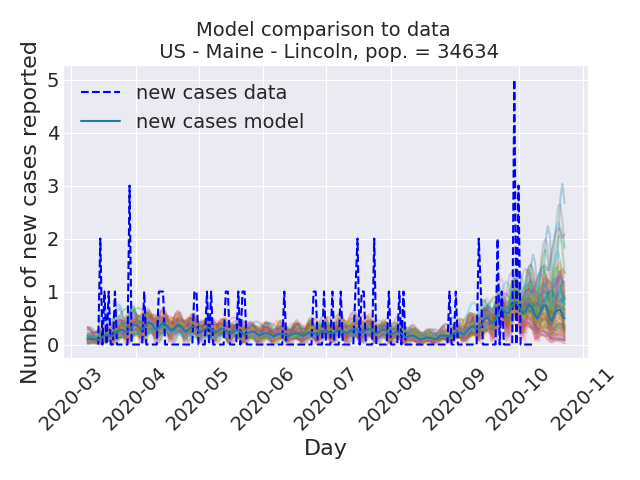 Model comparison to data
US - Maine - Lincoln, pop. = 34634
Number of new cases reported
5
4
3
2
1
0
new cases data
new cases model
2020-03
2020-04
2020-05
2020-06
2020-07
2020-08
2020-09
2020-10
2020-11
Day